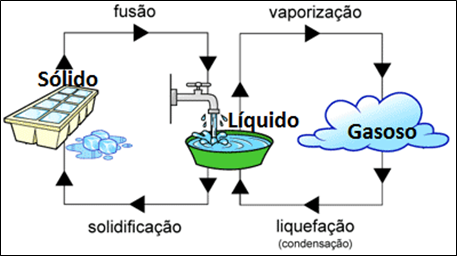 fusão
vaporização
Sólido
Líquido
Gasoso
solidificação
liquefação
(condensação)